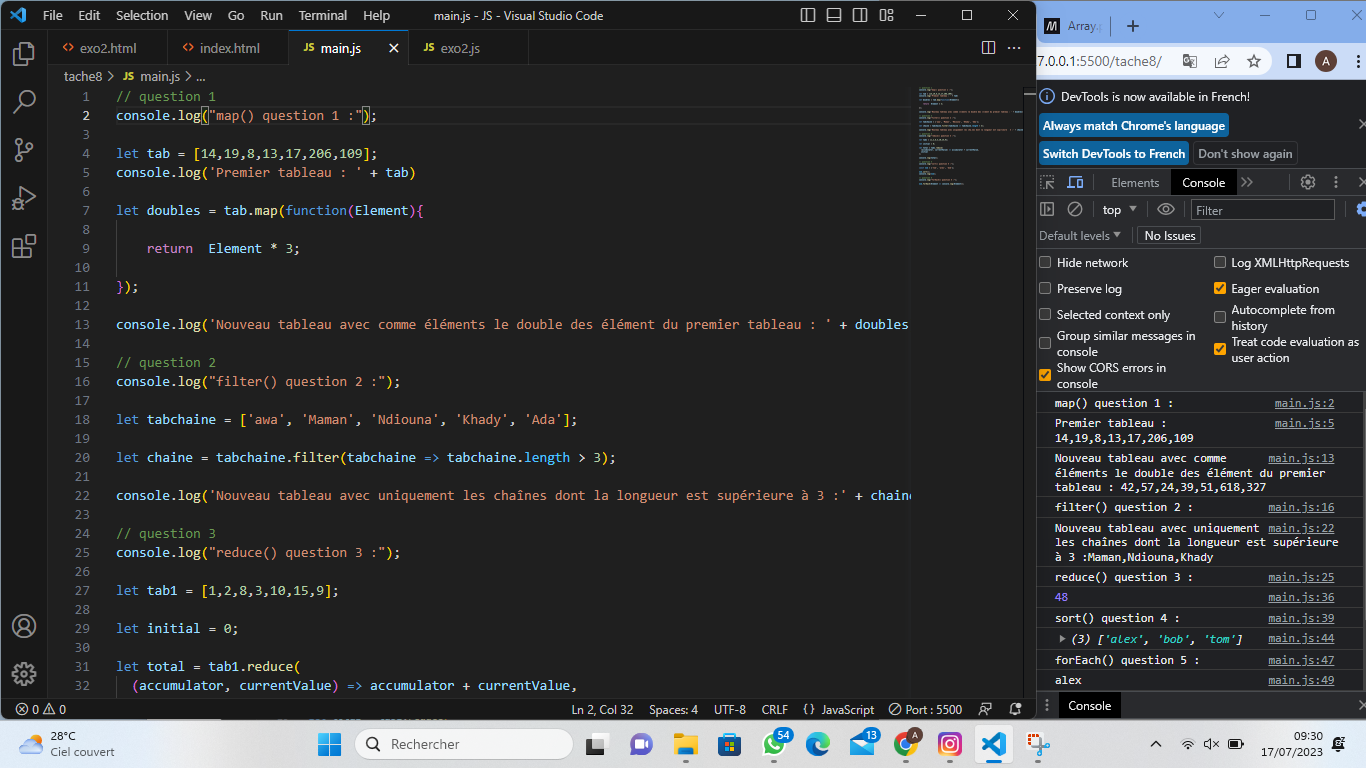 File Edit Selection View Go Run Terminal Help main.js - JS - Visual Studio Code
exo2.html index.html JS main.js JS exo2.js
tache8 > JS main.js > ...
1 // question 1
2 console.log("map() question 1 :");
3
4 let tab = [14,19,8,13,17,206,109];
5 console.log('Premier tableau : ' + tab)
6
7 let doubles = tab.map(function(Element){
8
9 return  Element * 3;
10
11 });
12
13 console.log('Nouveau tableau avec comme éléments le double des élément du premier tableau : ' + doubles
14
15 // question 2
16 console.log("filter() question 2 :");
17
18 let tabchaine = ['awa', 'Maman', 'Ndiouna', 'Khady', 'Ada'];
19
20 let chaine = tabchaine.filter(tabchaine => tabchaine.length > 3);
21
22 console.log('Nouveau tableau avec uniquement les chaînes dont la longueur est supérieure à 3 :' + chaine
23
24 // question 3
25 console.log("reduce() question 3 :");
26
27 let tab1 = [1,2,8,3,10,15,9];
28
29 let initial = 0;
30
31 let total = tab1.reduce(
32 (accumulator, currentValue) => accumulator + currentValue,
0 0 Ln 2, Col 32 Spaces: 4 UTF-8 CRLF {} JavaScript Port : 5500
Array.
7.0.0.1:5500/tache8/ A
DevTools is now available in French!
Always match Chrome's language
Switch DevTools to French Don't show again
Elements Console
top Filter
Default levels No Issues
Hide network Log XMLHttpRequests
Preserve log Eager evaluation
Selected context only Autocomplete from history
Group similar messages in console Treat code evaluation as user action
Show CORS errors in console
map() question 1 : main.js:2
Premier tableau : main.js:5
14,19,8,13,17,206,109
Nouveau tableau avec comme main.js:13
éléments le double des élément du premier
tableau : 42,57,24,39,51,618,327
filter() question 2 : main.js:16
Nouveau tableau avec uniquement main.js:22
les chaînes dont la longueur est supérieure
à 3 :Maman,Ndiouna,Khady
reduce() question 3 : main.js:25
48 main.js:36
sort() question 4 : main.js:39
(3) ['alex', 'bob', 'tom'] main.js:44
forEach() question 5 : main.js:47
alex main.js:49
Console
28°C
Ciel couvert
Rechercher
54 13 A
09:30
17/07/2023